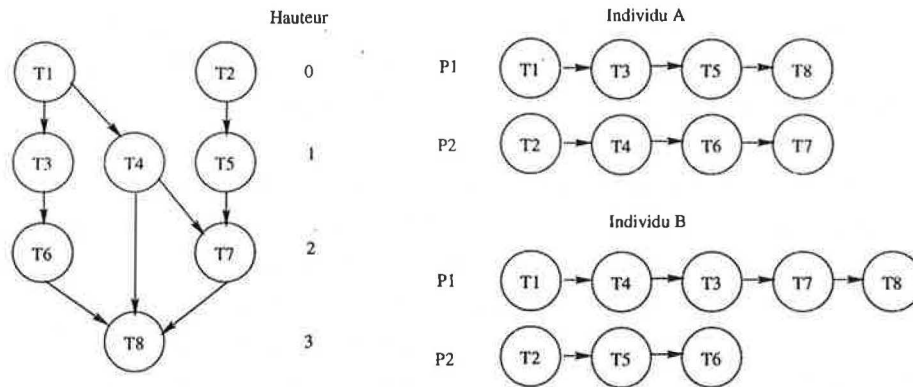 Hauteur
T1 T2 0
T3 T4 T5 1
T6 T7 2
T8 3
Individu A
P1 T1 T3 T5 T8
P2 T2 T4 T6 T7
Individu B
P1 T1 T4 T3 T7 T8
P2 T2 T5 T6